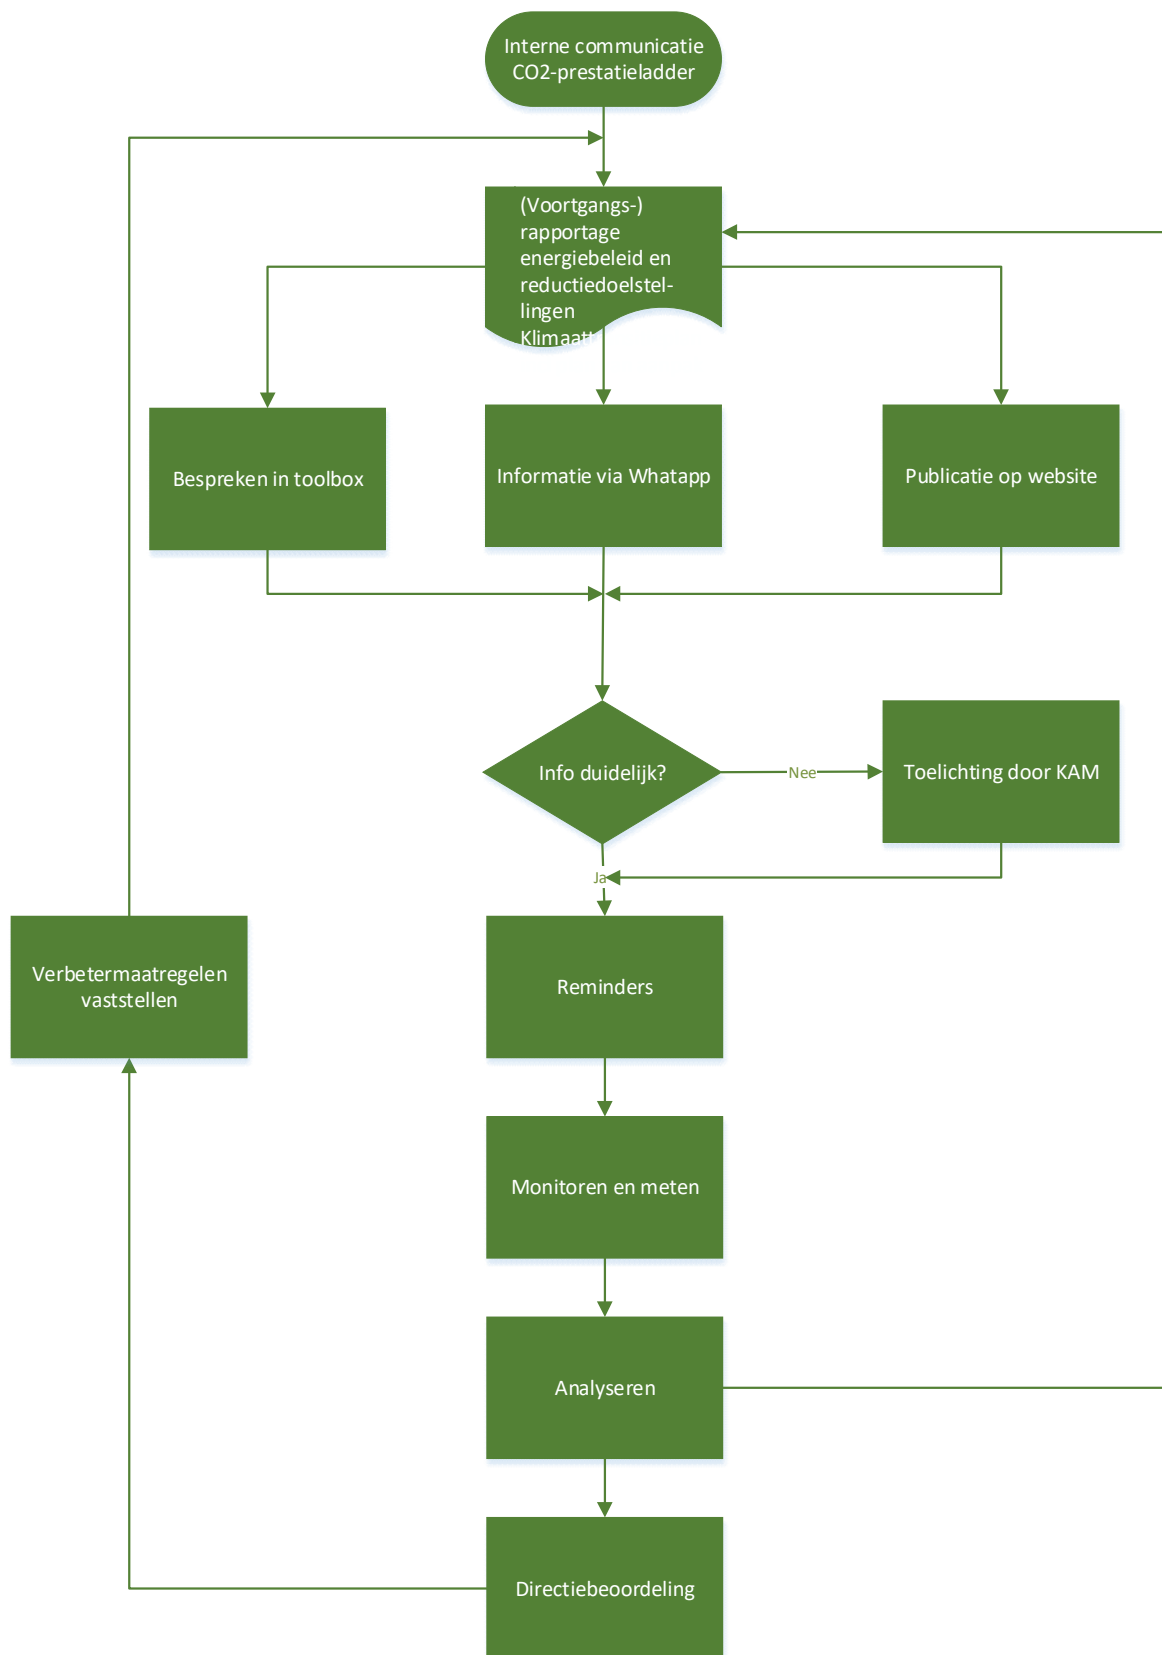 Interne communicatie
CO2-prestatieladder
(Voortgangs-)
rapportage
energiebeleid en
reductiedoelstel-
lingen
Bespreken in toolbox
Informatie via Whatapp
Publicatie op website
Info duidelijk?
Nee
Toelichting door KAM
Ja
Verbetermaatregelen
vaststellen
Reminders
Monitoren en meten
Analyseren
Directiebeoordeling